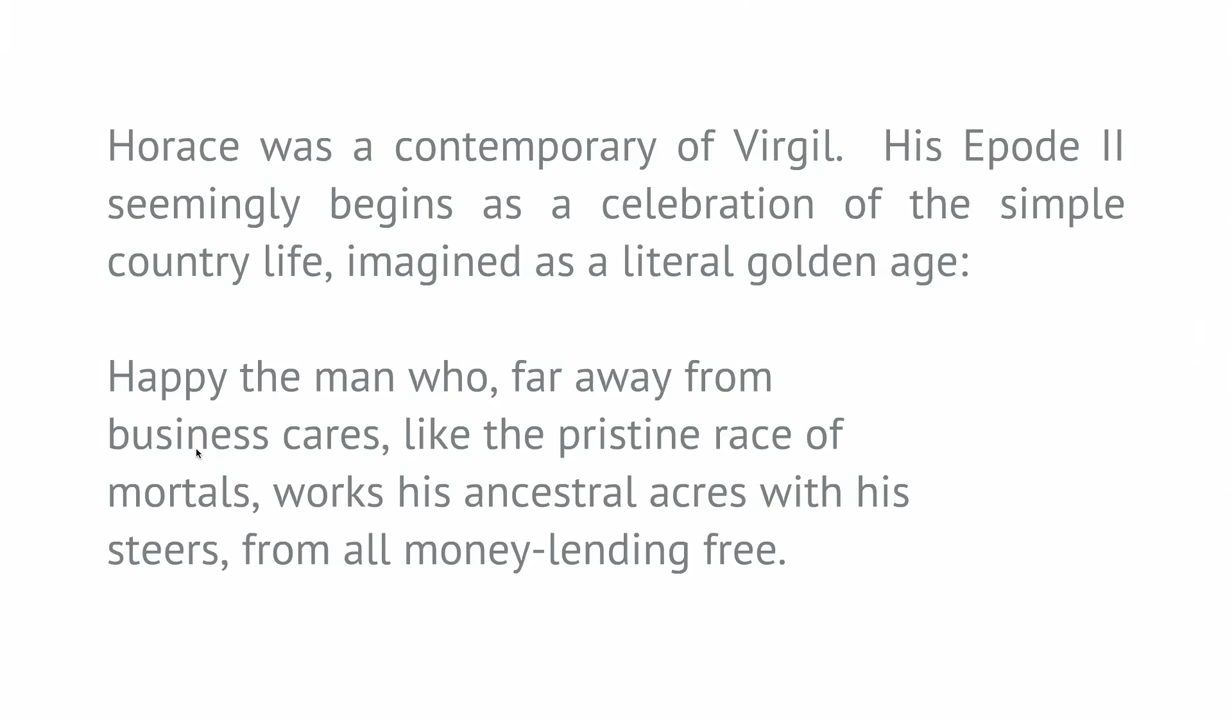 Horace was a contemporary of Virgil.  His Epode II
seemingly begins as a celebration of the simple
country life, imagined as a literal golden age:
Happy the man who, far away from
business cares, like the pristine race of
mortals, works his ancestral acres with his
steers, from all money-lending free.